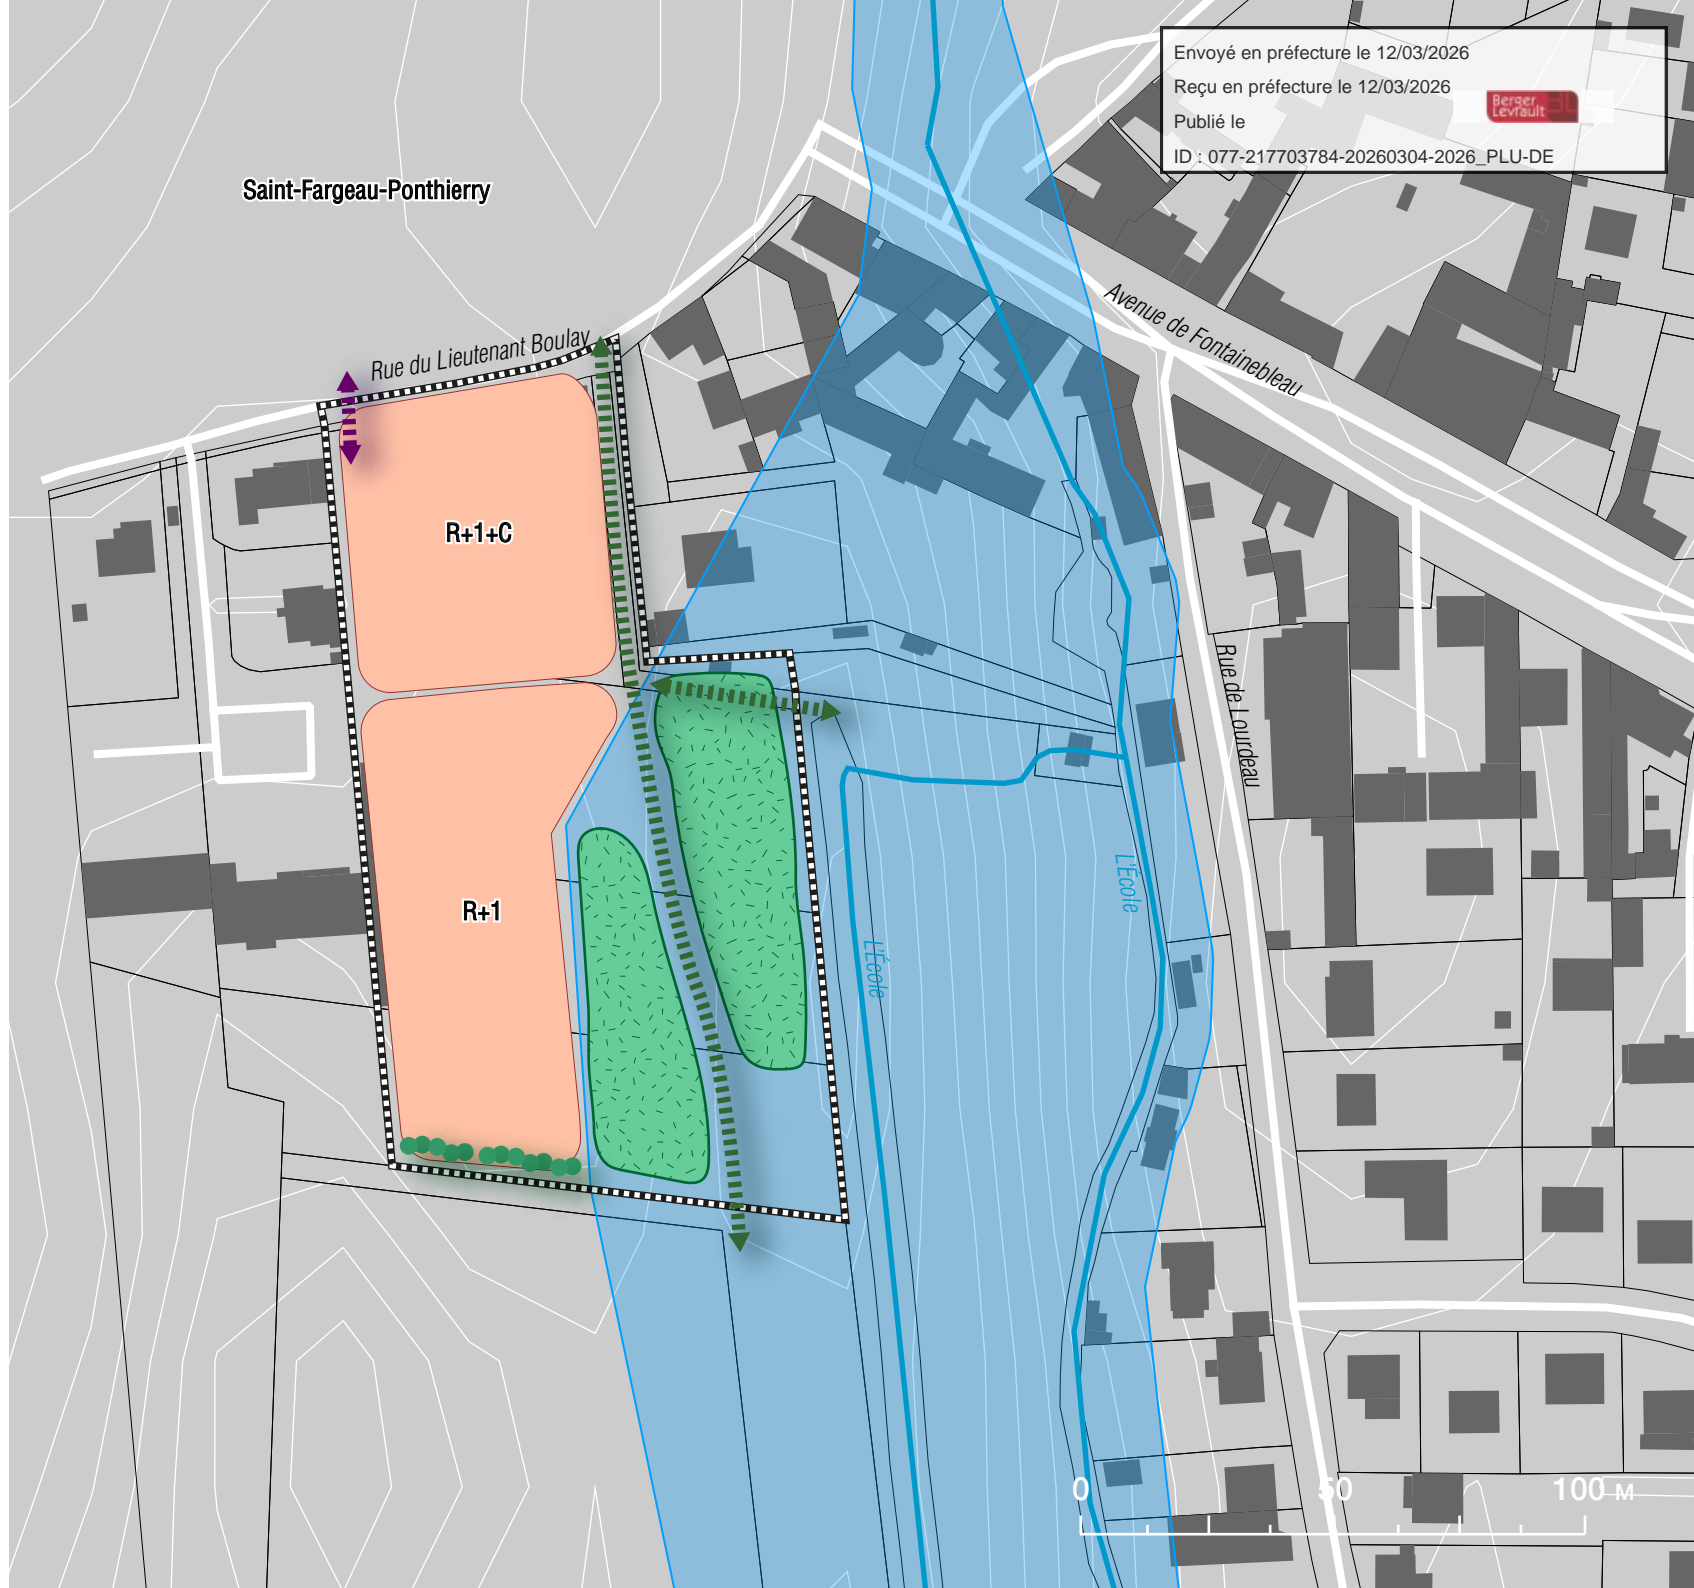 Envoyé en préfecture le 12/03/2026
Reçu en préfecture le 12/03/2026
Berger
Levrault
Publié le
ID : 077-217703784-20260304-2026_PLU-DE
Saint-Fargeau-Ponthierry
Avenue de Fontainebleau
Rue du Lieutenant Boulay
R+1+C
Rue de Lourdeau
L'École
R+1
L'École
0 50 100 M